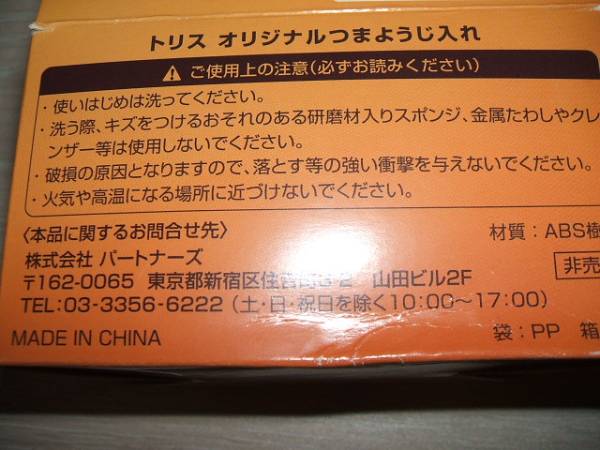 トリス オリジナルつまようじ入れ
ご使用上の注意(必ずお読みください)
・使いはじめは洗ってください。
・洗う際、キズをつけるおそれのある研磨材入りスポンジ、金属たわしやクレ
ンザー等は使用しないでください。
・破損の原因となりますので、落とす等の強い衝撃を与えないでください。
・火気や高温になる場所に近づけないでください。
〈本品に関するお問合せ先〉
材質:ABS樹
株式会社 パートナーズ
非売
〒162-0065 東京都新宿区住吉町 2 山田ビル2F
TEL:03-3356-6222(土・日・祝日を除く10:00〜17:00)
MADE IN CHINA
袋:PP 箱